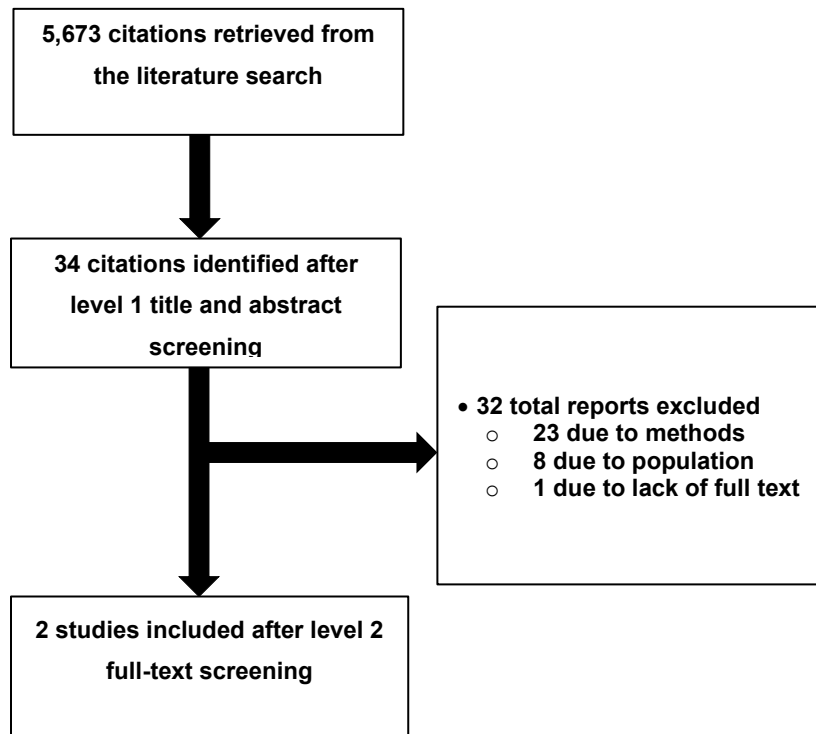 5,673 citations retrieved from
the literature search
34 citations identified after
level 1 title and abstract
screening
• 32 total reports excluded
o 23 due to methods
o 8 due to population
o 1 due to lack of full text
2 studies included after level 2
full-text screening